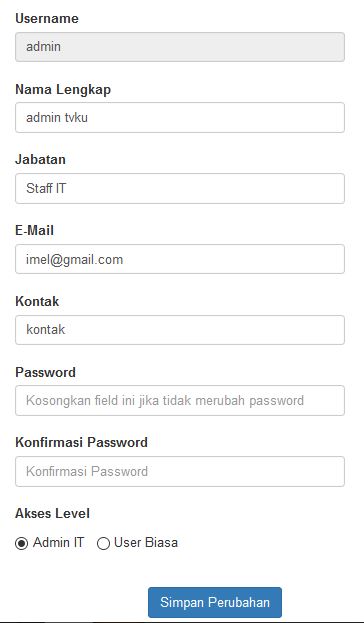 Username
admin
Nama Lengkap
admin tvku
Jabatan
Staff IT
E-Mail
imel@gmail.com
Kontak
kontak
Password
Kosongkan field ini jika tidak merubah password
Konfirmasi Password
Konfirmasi Password
Akses Level
Admin IT User Biasa
Simpan Perubahan